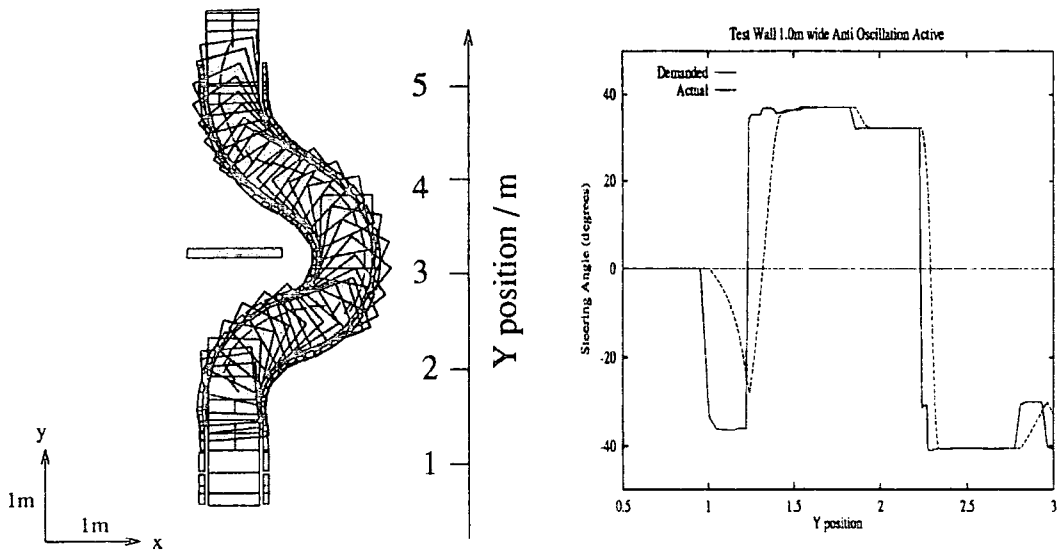 5
4
3
2
1
Y position / m
y
1m
1m
x
Test Wall 1.0m wide Anti Oscillation Active
Demanded
Actual
40
20
0
-20
-40
Steering Angle (degrees)
0.5
1
1.5
2
2.5
3
Y position